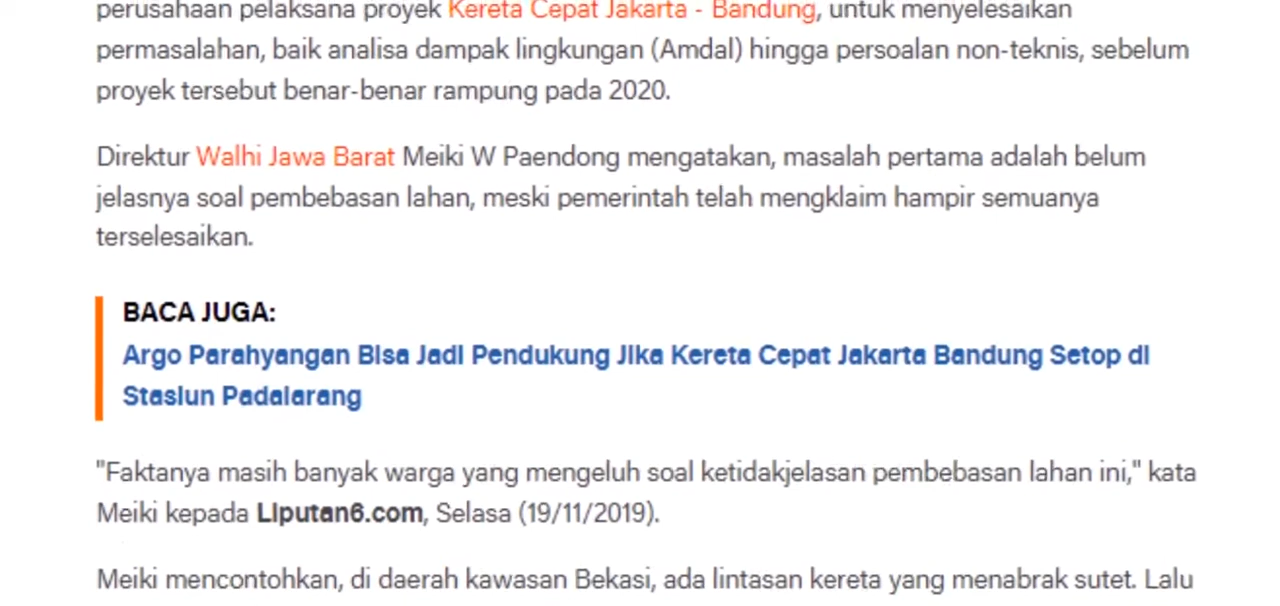 perusahaan pelaksana proyek Kereta Cepat Jakarta - Bandung, untuk menyelesaikan
permasalahan, baik analisa dampak lingkungan (Amdal) hingga persoalan non-teknis, sebelum
proyek tersebut benar-benar rampung pada 2020.
Direktur Walhi Jawa Barat Meiki W Paendong mengatakan, masalah pertama adalah belum
jelasnya soal pembebasan lahan, meski pemerintah telah mengklaim hampir semuanya
terselesaikan.
BACA JUGA:
Argo Parahyangan Bisa Jadi Pendukung Jika Kereta Cepat Jakarta Bandung Setop di
Stasiun Padalarang
"Faktanya masih banyak warga yang mengeluh soal ketidakjelasan pembebasan lahan ini," kata
Meiki kepada Liputan6.com, Selasa (19/11/2019).
Meiki mencontohkan, di daerah kawasan Bekasi, ada lintasan kereta yang menabrak sutet. Lalu